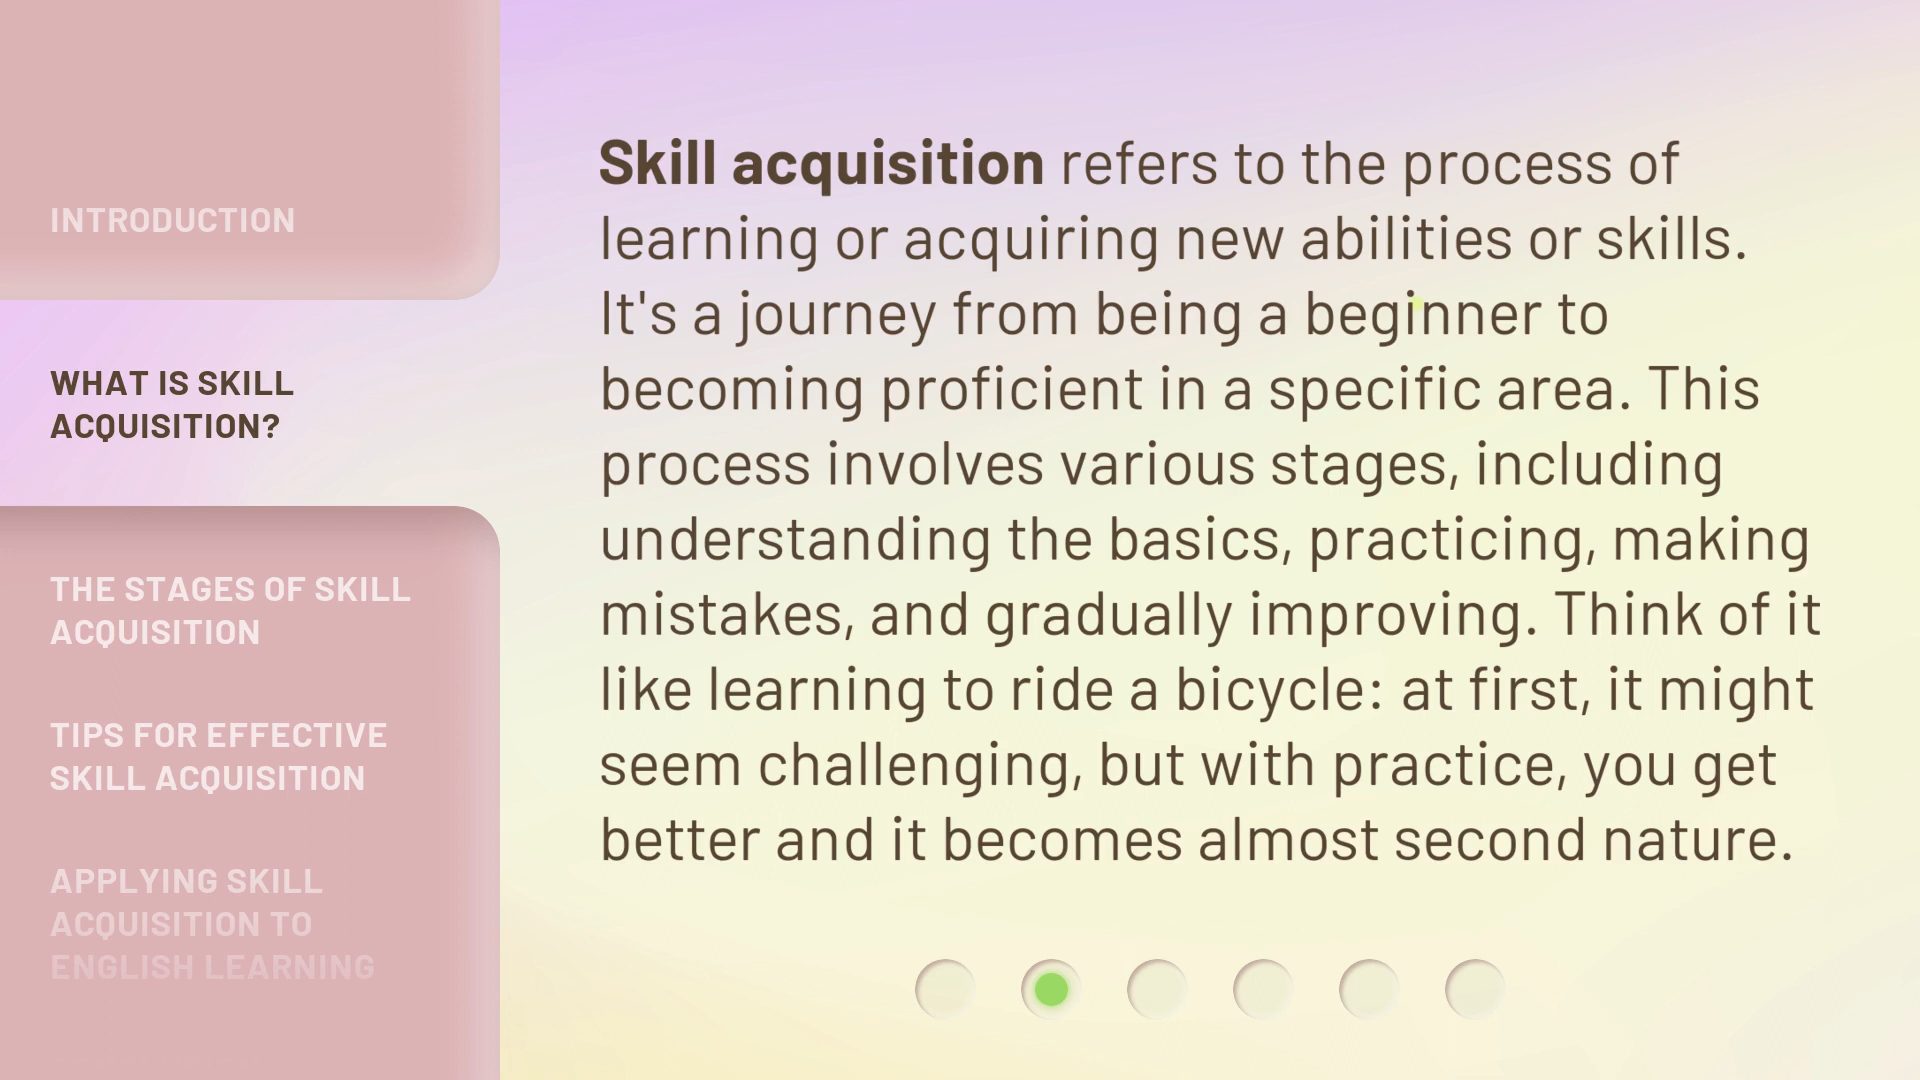 INTRODUCTION
WHAT IS SKILL
ACQUISITION?
THE STAGES OF SKILL
ACQUISITION
TIPS FOR EFFECTIVE
SKILL ACQUISITION
APPLYING SKILL
ACQUISITION TO
ENGLISH LEARNING
Skill acquisition refers to the process of
learning or acquiring new abilities or skills.
It's a journey from being a beginner to
becoming proficient in a specific area. This
process involves various stages, including
understanding the basics, practicing, making
mistakes, and gradually improving. Think of it
like learning to ride a bicycle: at first, it might
seem challenging, but with practice, you get
better and it becomes almost second nature.